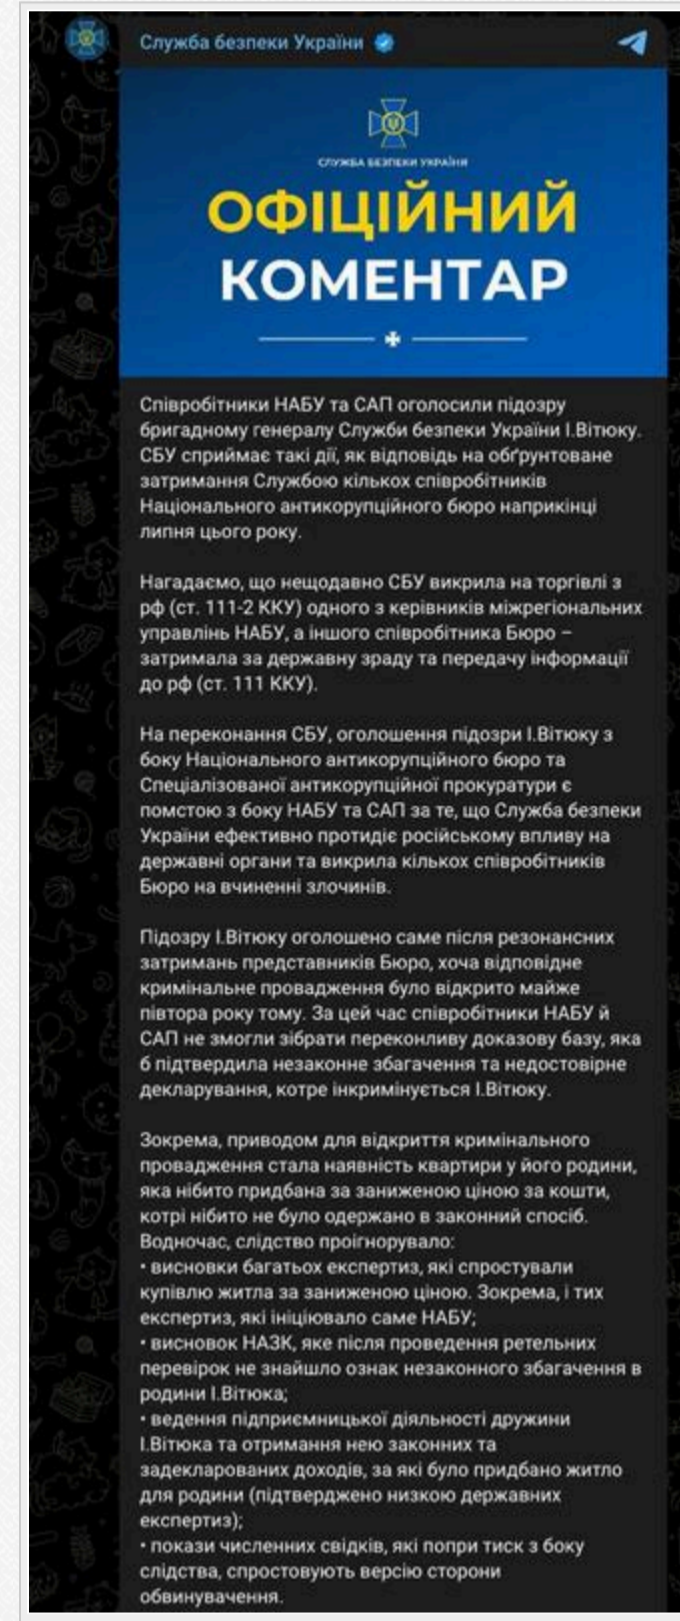 Служба безпеки України
СЛУЖБА БЕЗПЕКИ УКРАЇНИ
ОФІЦІЙНИЙ
КОМЕНТАР
Співробітники НАБУ та САП оголосили підозру
бригадному генералу Служби безпеки України І.Вітюку.
СБУ сприймає такі дії, як відповідь на обґрунтоване
затримання Службою кількох співробітників
Національного антикорупційного бюро наприкінці
липня цього року.
Нагадаємо, що нещодавно СБУ викрила на торгівлі з
рф (ст. 111-2 ККУ) одного з керівників міжрегіональних
управлінь НАБУ, а іншого співробітника Бюро –
затримала за державну зраду та передачу інформації
до рф (ст. 111 ККУ).
На переконання СБУ, оголошення підозри І.Вітюку з
боку Національного антикорупційного бюро та
Спеціалізованої антикорупційної прокуратури є
помстою з боку НАБУ та САП за те, що Служба безпеки
України ефективно протидіє російському впливу на
державні органи та викрила кількох співробітників
Бюро на вчиненні злочинів.
Підозру І.Вітюку оголошено саме після резонансних
затримань представників Бюро, хоча відповідне
кримінальне провадження було відкрито майже
півтора року тому. За цей час співробітники НАБУ й
САП не змогли зібрати переконливу доказову базу, яка
б підтвердила незаконне збагачення та недостовірне
декларування, котре інкримінується І.Вітюку.
Зокрема, приводом для відкриття кримінального
провадження стала наявність квартири у його родини,
яка нібито придбана за заниженою ціною за кошти,
котрі нібито не було одержано в законний спосіб.
Водночас, слідство проігнорувало:
• висновки багатьох експертиз, які спростували
купівлю житла за заниженою ціною. Зокрема, і тих
експертиз, які ініціювало саме НАБУ;
• висновок НАЗК, яке після проведення ретельних
перевірок не знайшло ознак незаконного збагачення в
родини І.Вітюка;
• ведення підприємницької діяльності дружини
І.Вітюка та отримання нею законних та
задекларованих доходів, за які було придбано житло
для родини (підтверджено низкою державних
експертиз);
• покази численних свідків, які попри тиск з боку
слідства, спростовують версію сторони
обвинувачення.